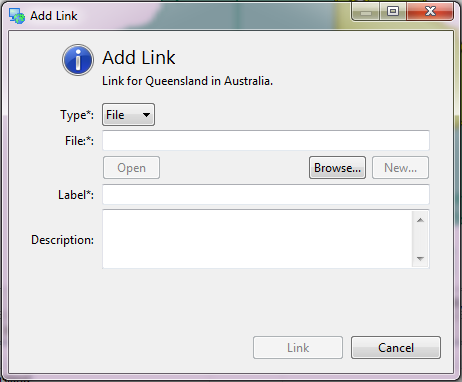 Add Link
Add Link
Link for Queensland in Australia.
Type*: File
File:*:
Open Browse... New...
Label*:
Description:
Link Cancel